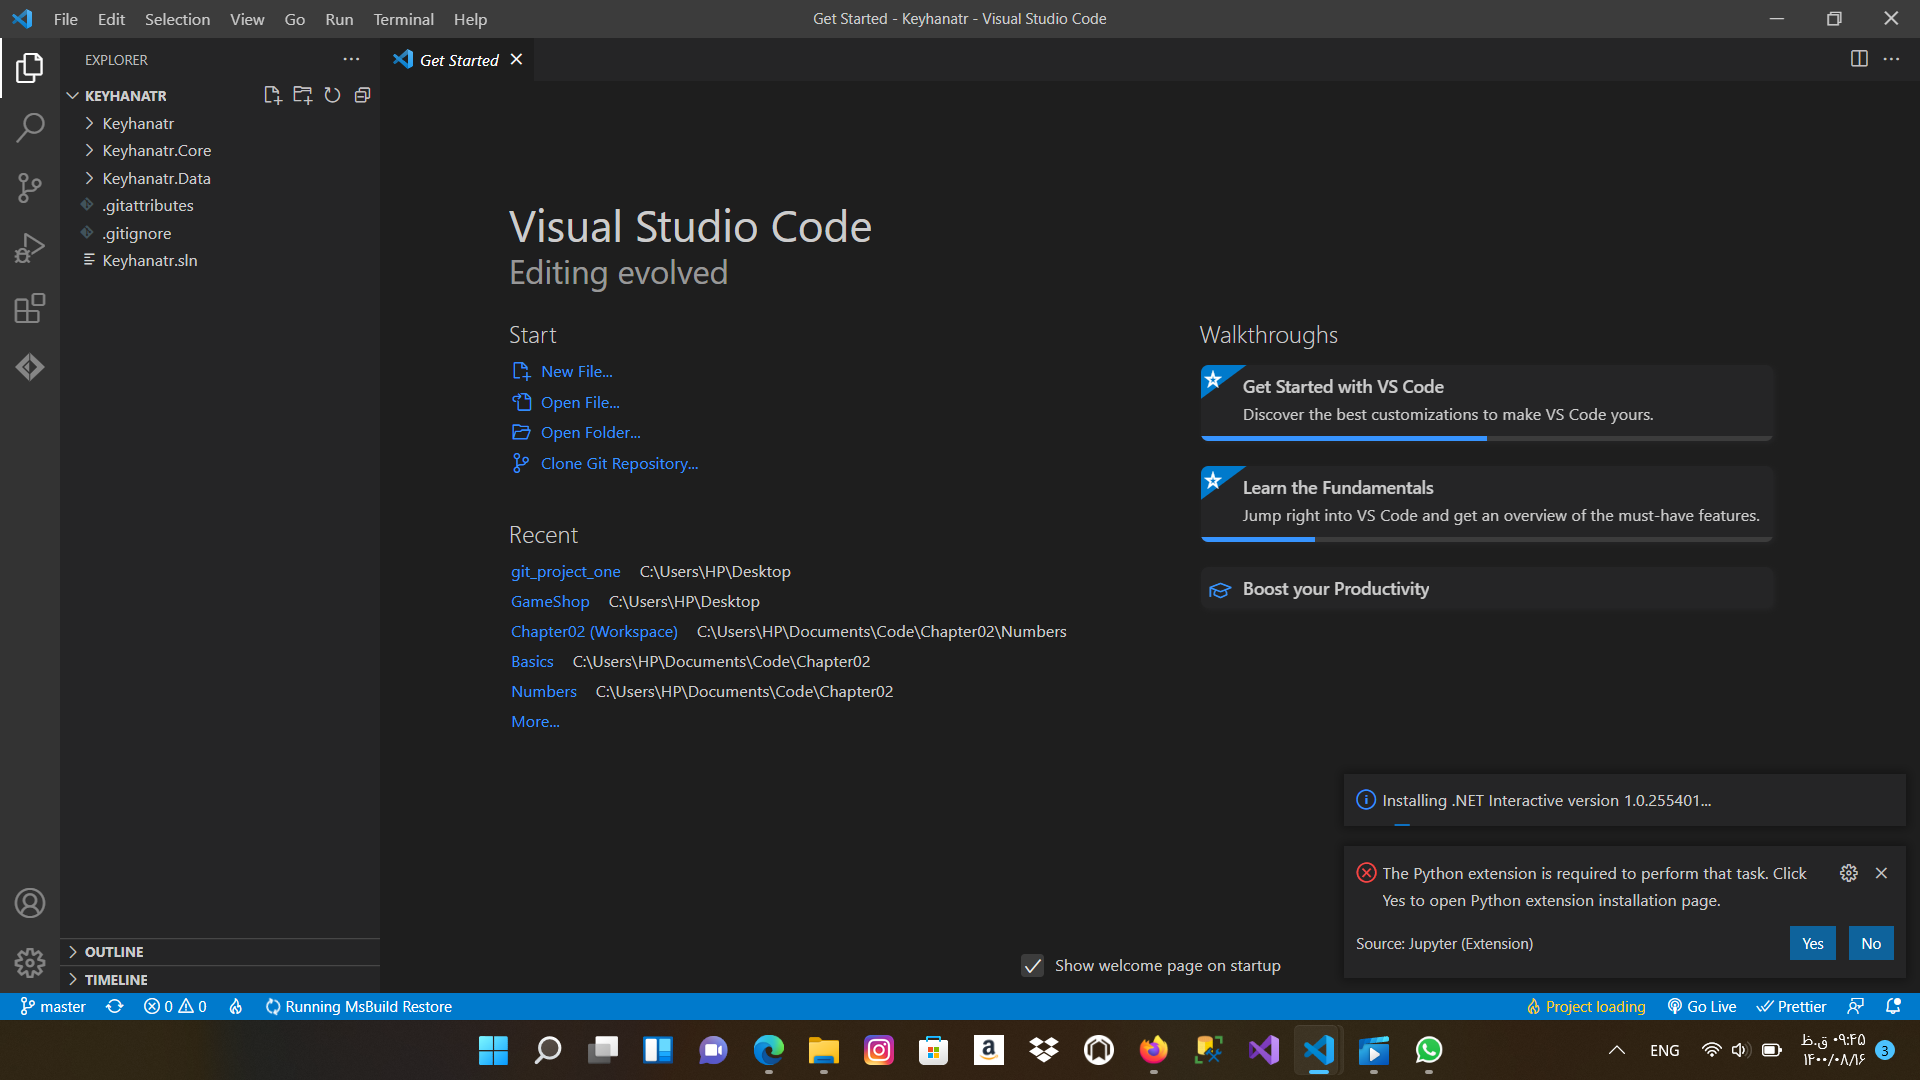 File Edit Selection View Go Run Terminal Help
Get Started - Keyhanatr - Visual Studio Code
EXPLORER
Get Started
KEYHANATR
Keyhanatr
Keyhanatr.Core
Keyhanatr.Data
.gitattributes
.gitignore
Keyhanatr.sln
OUTLINE
TIMELINE
Visual Studio Code
Editing evolved
Start
New File...
Open File...
Open Folder...
Clone Git Repository...
Recent
git_project_one C:\Users\HP\Desktop
GameShop C:\Users\HP\Desktop
Chapter02 (Workspace) C:\Users\HP\Documents\Code\Chapter02\Numbers
Basics C:\Users\HP\Documents\Code\Chapter02
Numbers C:\Users\HP\Documents\Code\Chapter02
More...
Walkthroughs
Get Started with VS Code
Discover the best customizations to make VS Code yours.
Learn the Fundamentals
Jump right into VS Code and get an overview of the must-have features.
Boost your Productivity
Installing .NET Interactive version 1.0.255401...
The Python extension is required to perform that task. Click
Yes to open Python extension installation page.
Source: Jupyter (Extension)
Yes No
Show welcome page on startup
master 0 0 Running MsBuild Restore
Project loading Go Live Prettier
ENG
۰۹:۴۵ ق.ظ
۱۴۰۰/۰۸/۱۶
3